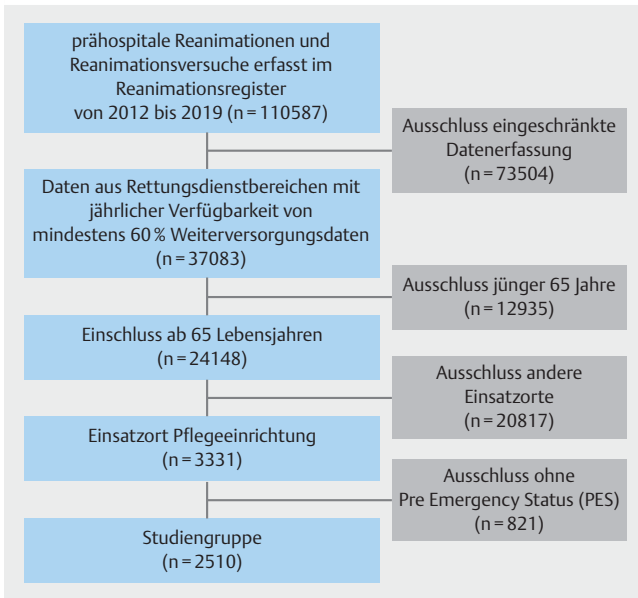 prähospitale Reanimationen und
Reanimationsversuche erfasst im
Reanimationsregister
von 2012 bis 2019 (n = 110587)
Ausschluss eingeschränkte
Datenerfassung
(n = 73504)
Daten aus Rettungsdienstbereichen mit
jährlicher Verfügbarkeit von
mindestens 60 % Weiterversorgungsdaten
(n = 37083)
Ausschluss jünger 65 Jahre
(n = 12935)
Einschluss ab 65 Lebensjahren
(n = 24148)
Ausschluss andere
Einsatzorte
(n = 20817)
Einsatzort Pflegeeinrichtung
(n = 3331)
Ausschluss ohne
Pre Emergency Status (PES)
(n = 821)
Studiengruppe
(n = 2510)